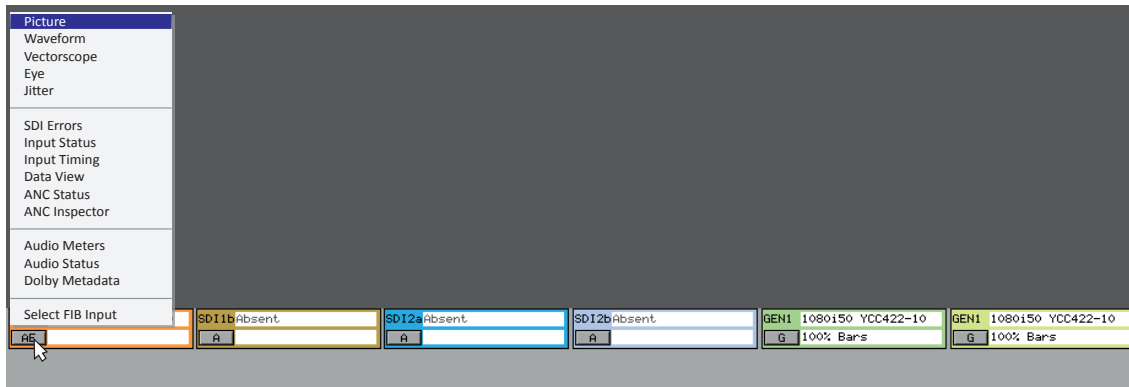 Picture
Waveform
Vectorscope
Eye
Jitter
SDI Errors
Input Status
Input Timing
Data View
ANC Status
ANC Inspector
Audio Meters
Audio Status
Dolby Metadata
Select FIB Input
SDI1b Absent
SDI2a Absent
SDI2b Absent
GEN1 1080i50 YCC422-10
GEN1 1080i50 YCC422-10
AE
A
A
A
G 100% Bars
G 100% Bars